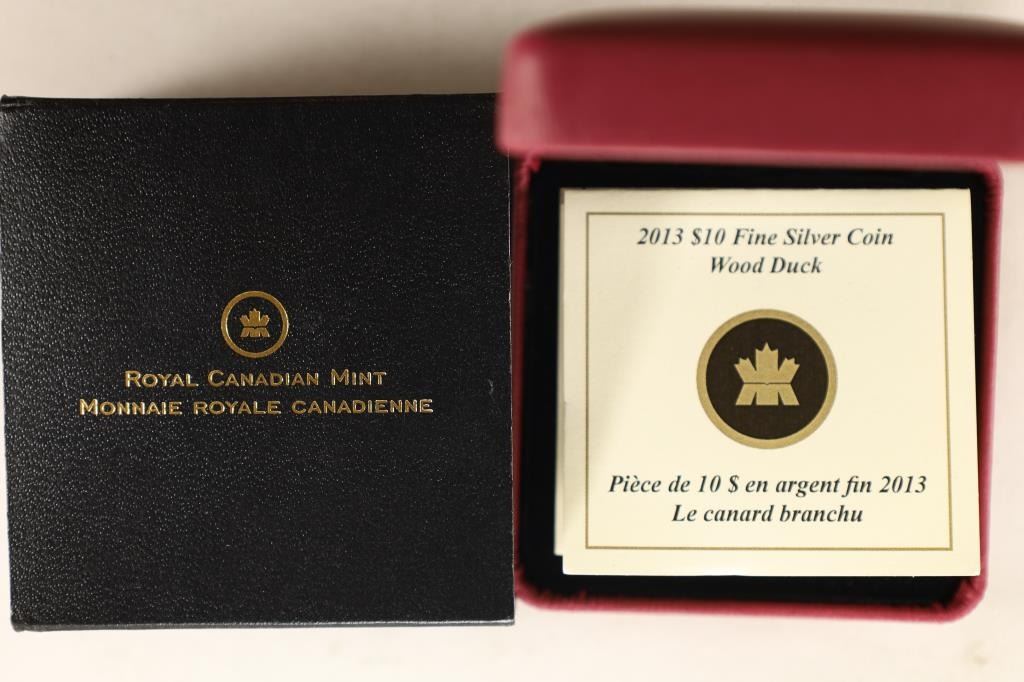 ROYAL CANADIAN MINT
MONNAIE ROYALE CANADIENNE
2013 $10 Fine Silver Coin
Wood Duck
Pièce de 10 $ en argent fin 2013
Le canard branchu